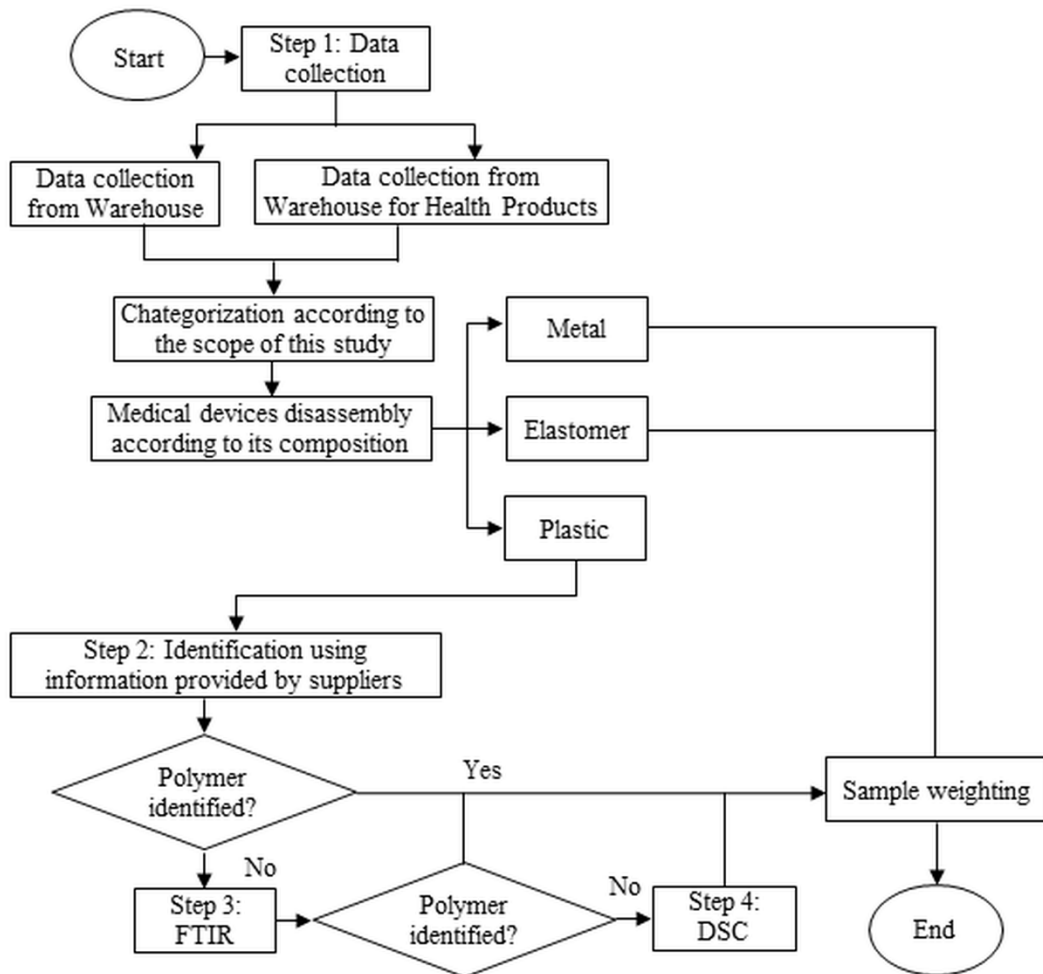 Start
Step 1: Data
collection
Data collection
from Warehouse
Data collection from
Warehouse for Health Products
Chategorization according to
the scope of this study
Medical devices disassembly
according to its composition
Metal
Elastomer
Plastic
Step 2: Identification using
information provided by suppliers
Polymer
identified?
Yes
Sample weighting
No
Step 3:
FTIR
Polymer
identified?
No
Step 4:
DSC
End